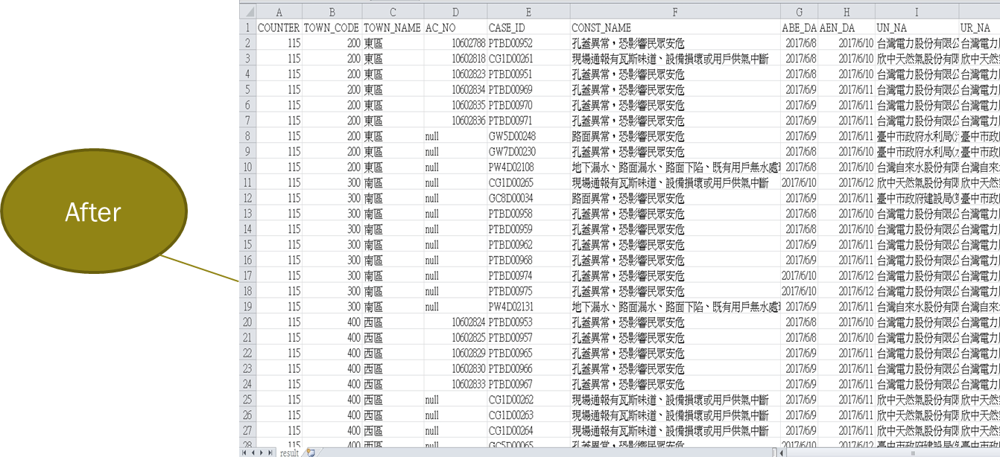 After
A B C D E F G H I
1 COUNTER TOWN_CODE TOWN_NAME AC_NO CASE_ID CONST_NAME ABE_DA AEN_DA UN_NA UR_NA
2 115 200 東區 10602788 PTBD00952 孔蓋異常，恐影響民眾安危 2017/6/8 2017/6/10 台灣電力股份有限公 台灣電力
3 115 200 東區 10602818 CG1D00261 現場通報有瓦斯味道、設備損壞或用戶供氣中斷 2017/6/8 2017/6/10 欣中天然氣股份有限 欣中天然
4 115 200 東區 10602823 PTBD00951 孔蓋異常，恐影響民眾安危 2017/6/8 2017/6/10 台灣電力股份有限公 台灣電力
5 115 200 東區 10602834 PTBD00969 孔蓋異常，恐影響民眾安危 2017/6/9 2017/6/11 台灣電力股份有限公 台灣電力
6 115 200 東區 10602835 PTBD00970 孔蓋異常，恐影響民眾安危 2017/6/9 2017/6/11 台灣電力股份有限公 台灣電力
7 115 200 東區 10602836 PTBD00971 孔蓋異常，恐影響民眾安危 2017/6/9 2017/6/11 台灣電力股份有限公 台灣電力
8 115 200 東區 null GW5D00248 路面異常，恐影響民眾安危 2017/6/9 2017/6/11 臺中市政府水利局( 臺中市政
9 115 200 東區 null GW7D00230 孔蓋異常，恐影響民眾安危 2017/6/8 2017/6/10 臺中市政府水利局( 臺中市政
10 115 200 東區 null PW4D02108 地下漏水、路面漏水、路面下陷、既有用戶無水處 2017/6/8 2017/6/10 台灣自來水股份有限 台灣自來
11 115 300 南區 null CG1D00265 現場通報有瓦斯味道、設備損壞或用戶供氣中斷 2017/6/10 2017/6/12 欣中天然氣股份有限 欣中天然
12 115 300 南區 null GC8D00034 路面異常，恐影響民眾安危 2017/6/9 2017/6/11 臺中市政府建設局( 臺中市政
13 115 300 南區 null PTBD00958 孔蓋異常，恐影響民眾安危 2017/6/8 2017/6/10 台灣電力股份有限公 台灣電力
14 115 300 南區 null PTBD00959 孔蓋異常，恐影響民眾安危 2017/6/8 2017/6/10 台灣電力股份有限公 台灣電力
15 115 300 南區 null PTBD00962 孔蓋異常，恐影響民眾安危 2017/6/9 2017/6/11 台灣電力股份有限公 台灣電力
16 115 300 南區 null PTBD00968 孔蓋異常，恐影響民眾安危 2017/6/9 2017/6/11 台灣電力股份有限公 台灣電力
17 115 300 南區 null PTBD00974 孔蓋異常，恐影響民眾安危 2017/6/10 2017/6/12 台灣電力股份有限公 台灣電力
18 115 300 南區 null PTBD00975 孔蓋異常，恐影響民眾安危 2017/6/10 2017/6/12 台灣電力股份有限公 台灣電力
19 115 300 南區 null PW4D02131 地下漏水、路面漏水、路面下陷、既有用戶無水處 2017/6/9 2017/6/11 台灣自來水股份有限 台灣自來
20 115 400 西區 10602824 PTBD00953 孔蓋異常，恐影響民眾安危 2017/6/8 2017/6/10 台灣電力股份有限公 台灣電力
21 115 400 西區 10602825 PTBD00957 孔蓋異常，恐影響民眾安危 2017/6/8 2017/6/10 台灣電力股份有限公 台灣電力
22 115 400 西區 10602829 PTBD00965 孔蓋異常，恐影響民眾安危 2017/6/9 2017/6/11 台灣電力股份有限公 台灣電力
23 115 400 西區 10602830 PTBD00966 孔蓋異常，恐影響民眾安危 2017/6/9 2017/6/11 台灣電力股份有限公 台灣電力
24 115 400 西區 10602833 PTBD00967 孔蓋異常，恐影響民眾安危 2017/6/9 2017/6/11 台灣電力股份有限公 台灣電力
25 115 400 西區 null CG1D00262 現場通報有瓦斯味道、設備損壞或用戶供氣中斷 2017/6/9 2017/6/11 欣中天然氣股份有限 欣中天然
26 115 400 西區 null CG1D00263 現場通報有瓦斯味道、設備損壞或用戶供氣中斷 2017/6/9 2017/6/11 欣中天然氣股份有限 欣中天然
27 115 400 西區 null CG1D00264 現場通報有瓦斯味道、設備損壞或用戶供氣中斷 2017/6/9 2017/6/11 欣中天然氣股份有限 欣中天然
28 115 400 西區 null GC5D00065
result